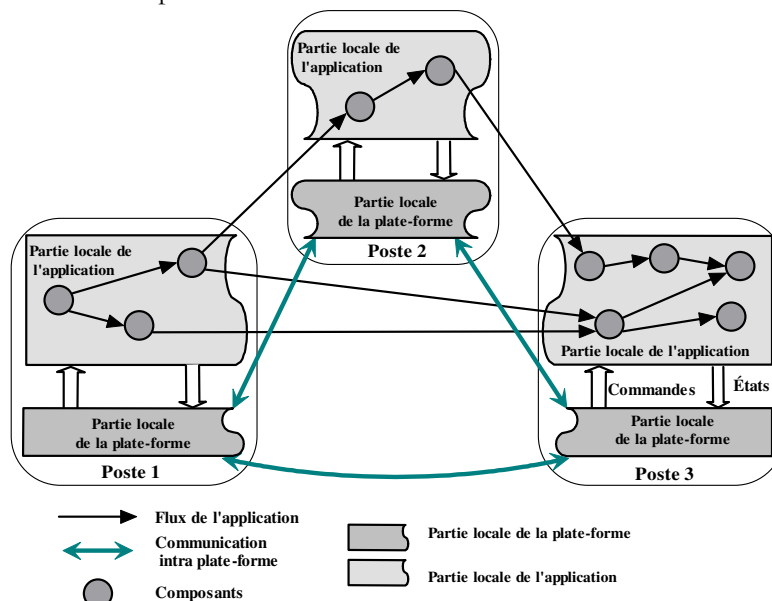 Partie locale de
l'application
Partie locale
de la plate-forme
Poste 2
Partie locale de
l'application
Partie locale de l'application
Commandes
États
Partie locale
de la plate-forme
Poste 1
Partie locale
de la plate-forme
Poste 3
Flux de l'application
Communication
intra plate-forme
Composants
Partie locale de la plate-forme
Partie locale de l'application